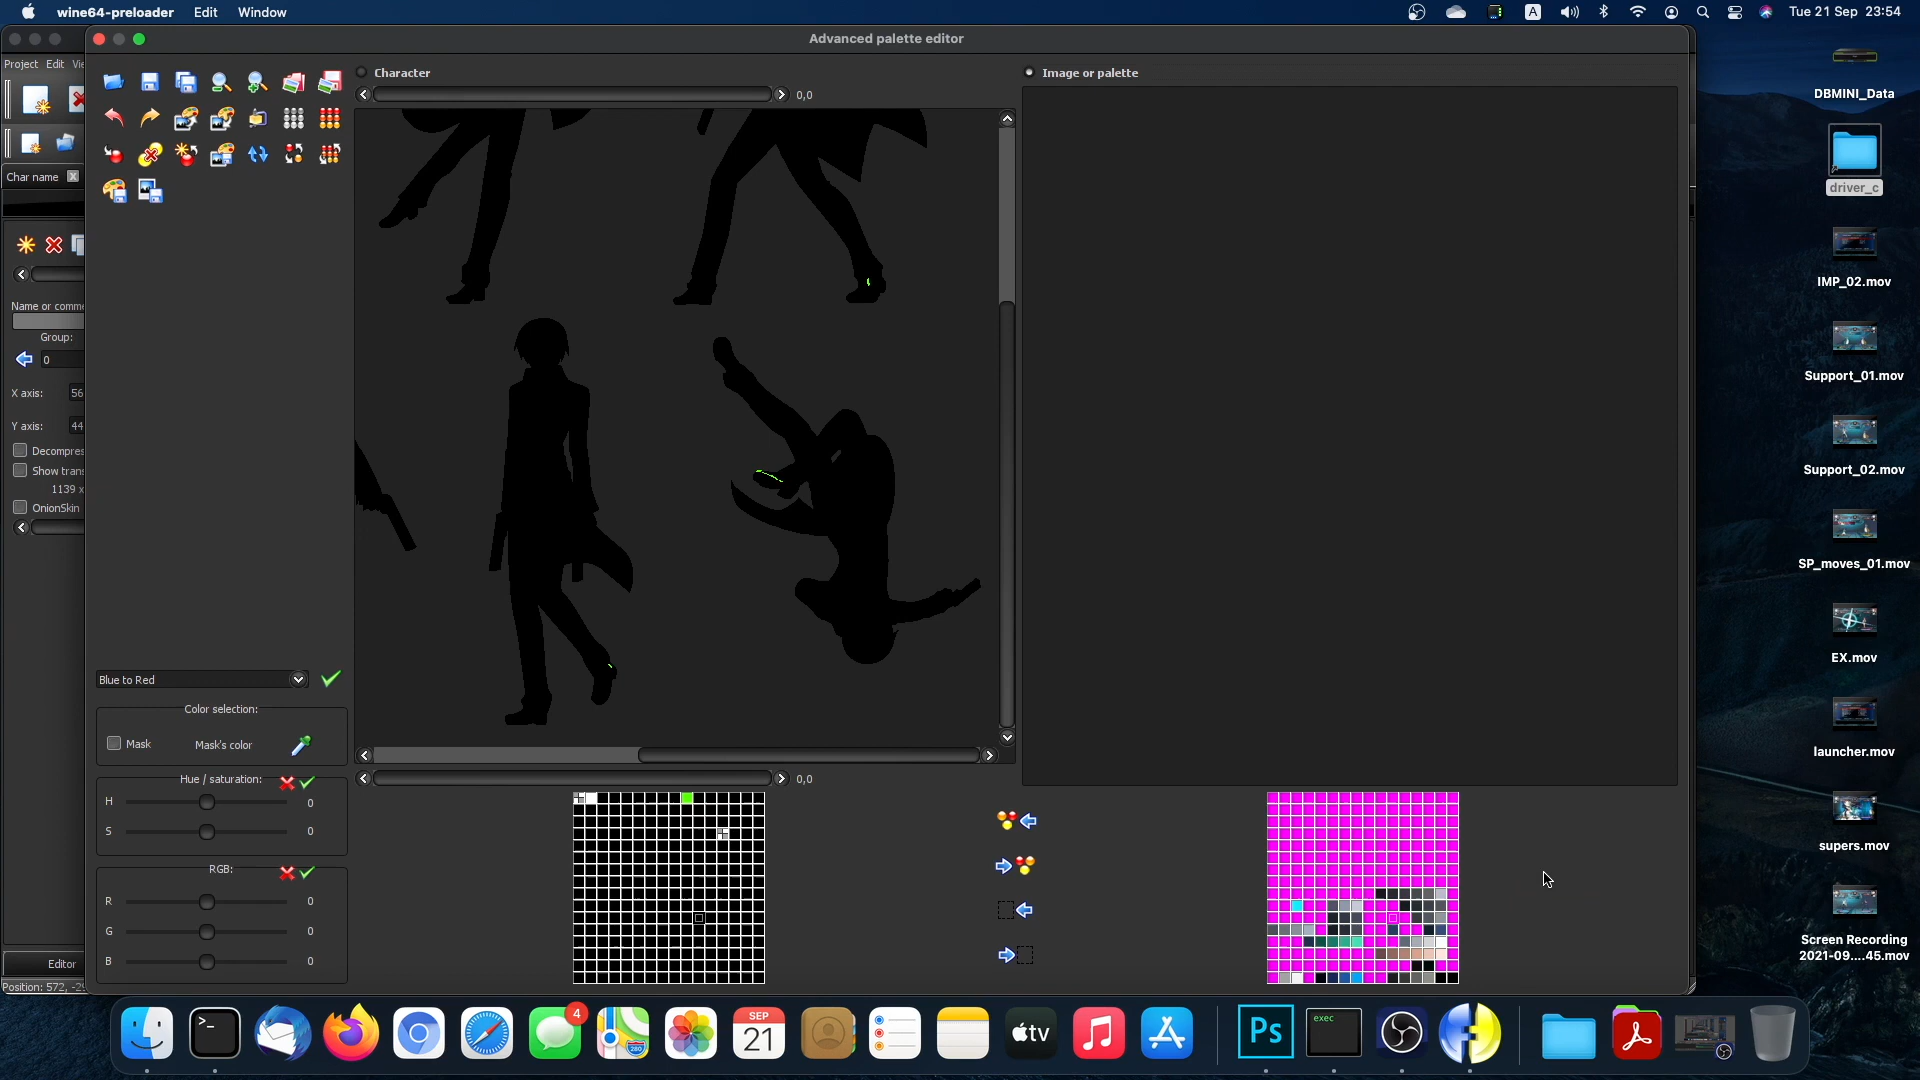 wine64-preloader Edit Window
A
Tue 21 Sep 23:54
Advanced palette editor
Project Edit
Character
0,0
Image or palette
Char name
Name or comme
Group:
0
X axis: 56
Y axis: 44
Decompres
Show tran
1139 x
OnionSkin
Blue to Red
Color selection:
Mask Mask's color
Hue / saturation:
H 0
S 0
RGB:
R 0
G 0
B 0
0,0
Editor
Position: 572,
DBMINI_Data
driver_c
IMP_02.mov
Support_01.mov
Support_02.mov
SP_moves_01.mov
EX.mov
launcher.mov
supers.mov
Screen Recording
2021-09....45.mov
4
SEP
21
tv
280
Ps
exec